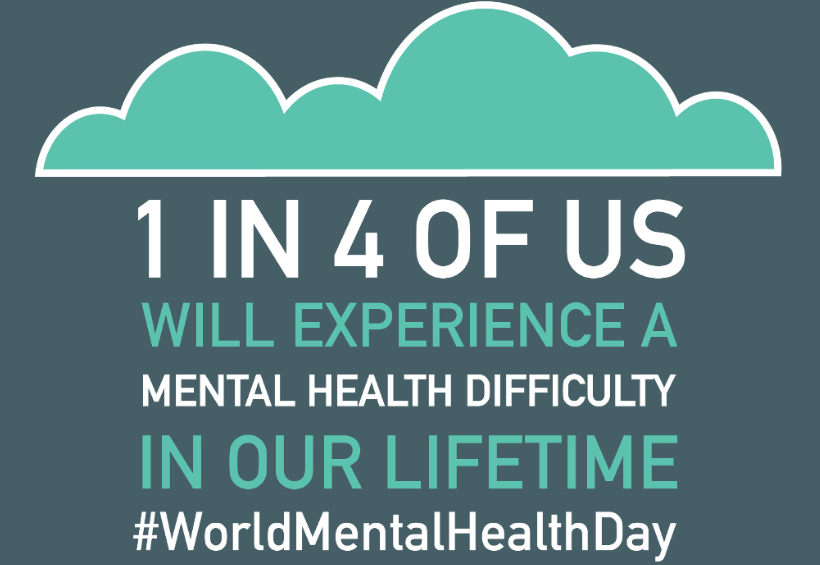 1 IN 4 OF US
WILL EXPERIENCE A
MENTAL HEALTH DIFFICULTY
IN OUR LIFETIME
#WorldMentalHealthDay